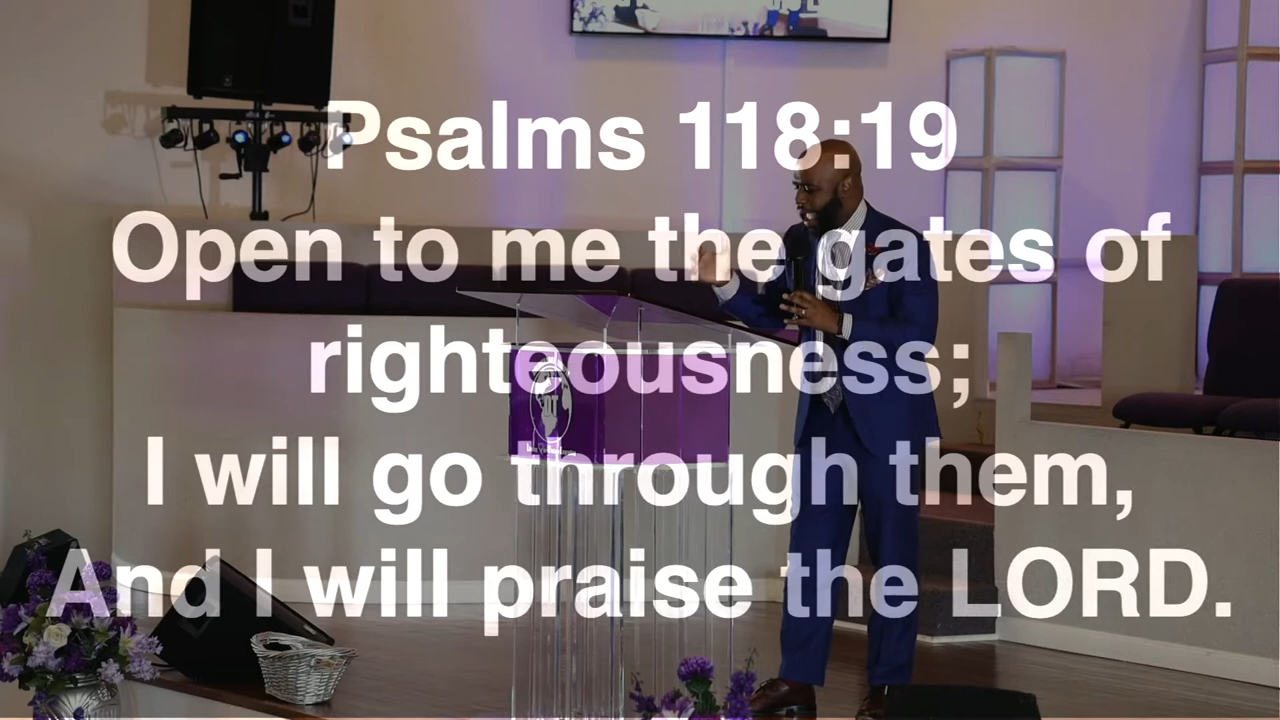 Psalms 118:19
Open to me the gates of
righteousness;
I will go through them,
And I will praise the LORD.